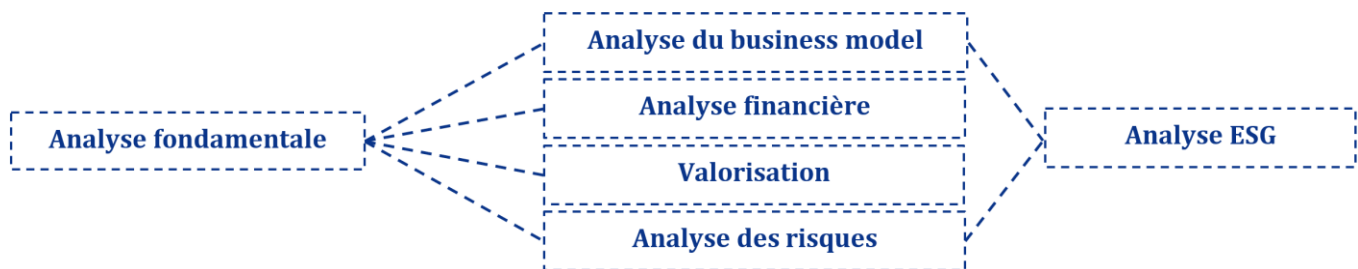 Analyse fondamentale
Analyse du business model
Analyse financière
Valorisation
Analyse des risques
Analyse ESG